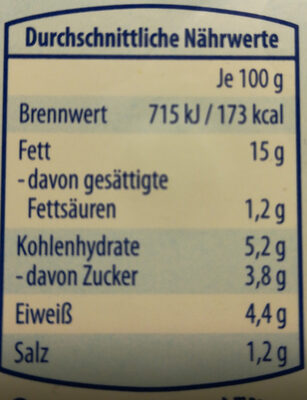 Durchschnittliche Nährwerte
Je 100 g
Brennwert 715 kJ / 173 kcal
Fett 15 g
-davon gesättigte
Fettsäuren 1,2 g
Kohlenhydrate 5,2 g
-davon Zucker 3,8 g
Eiweiß 4,4 g
Salz 1,2 g